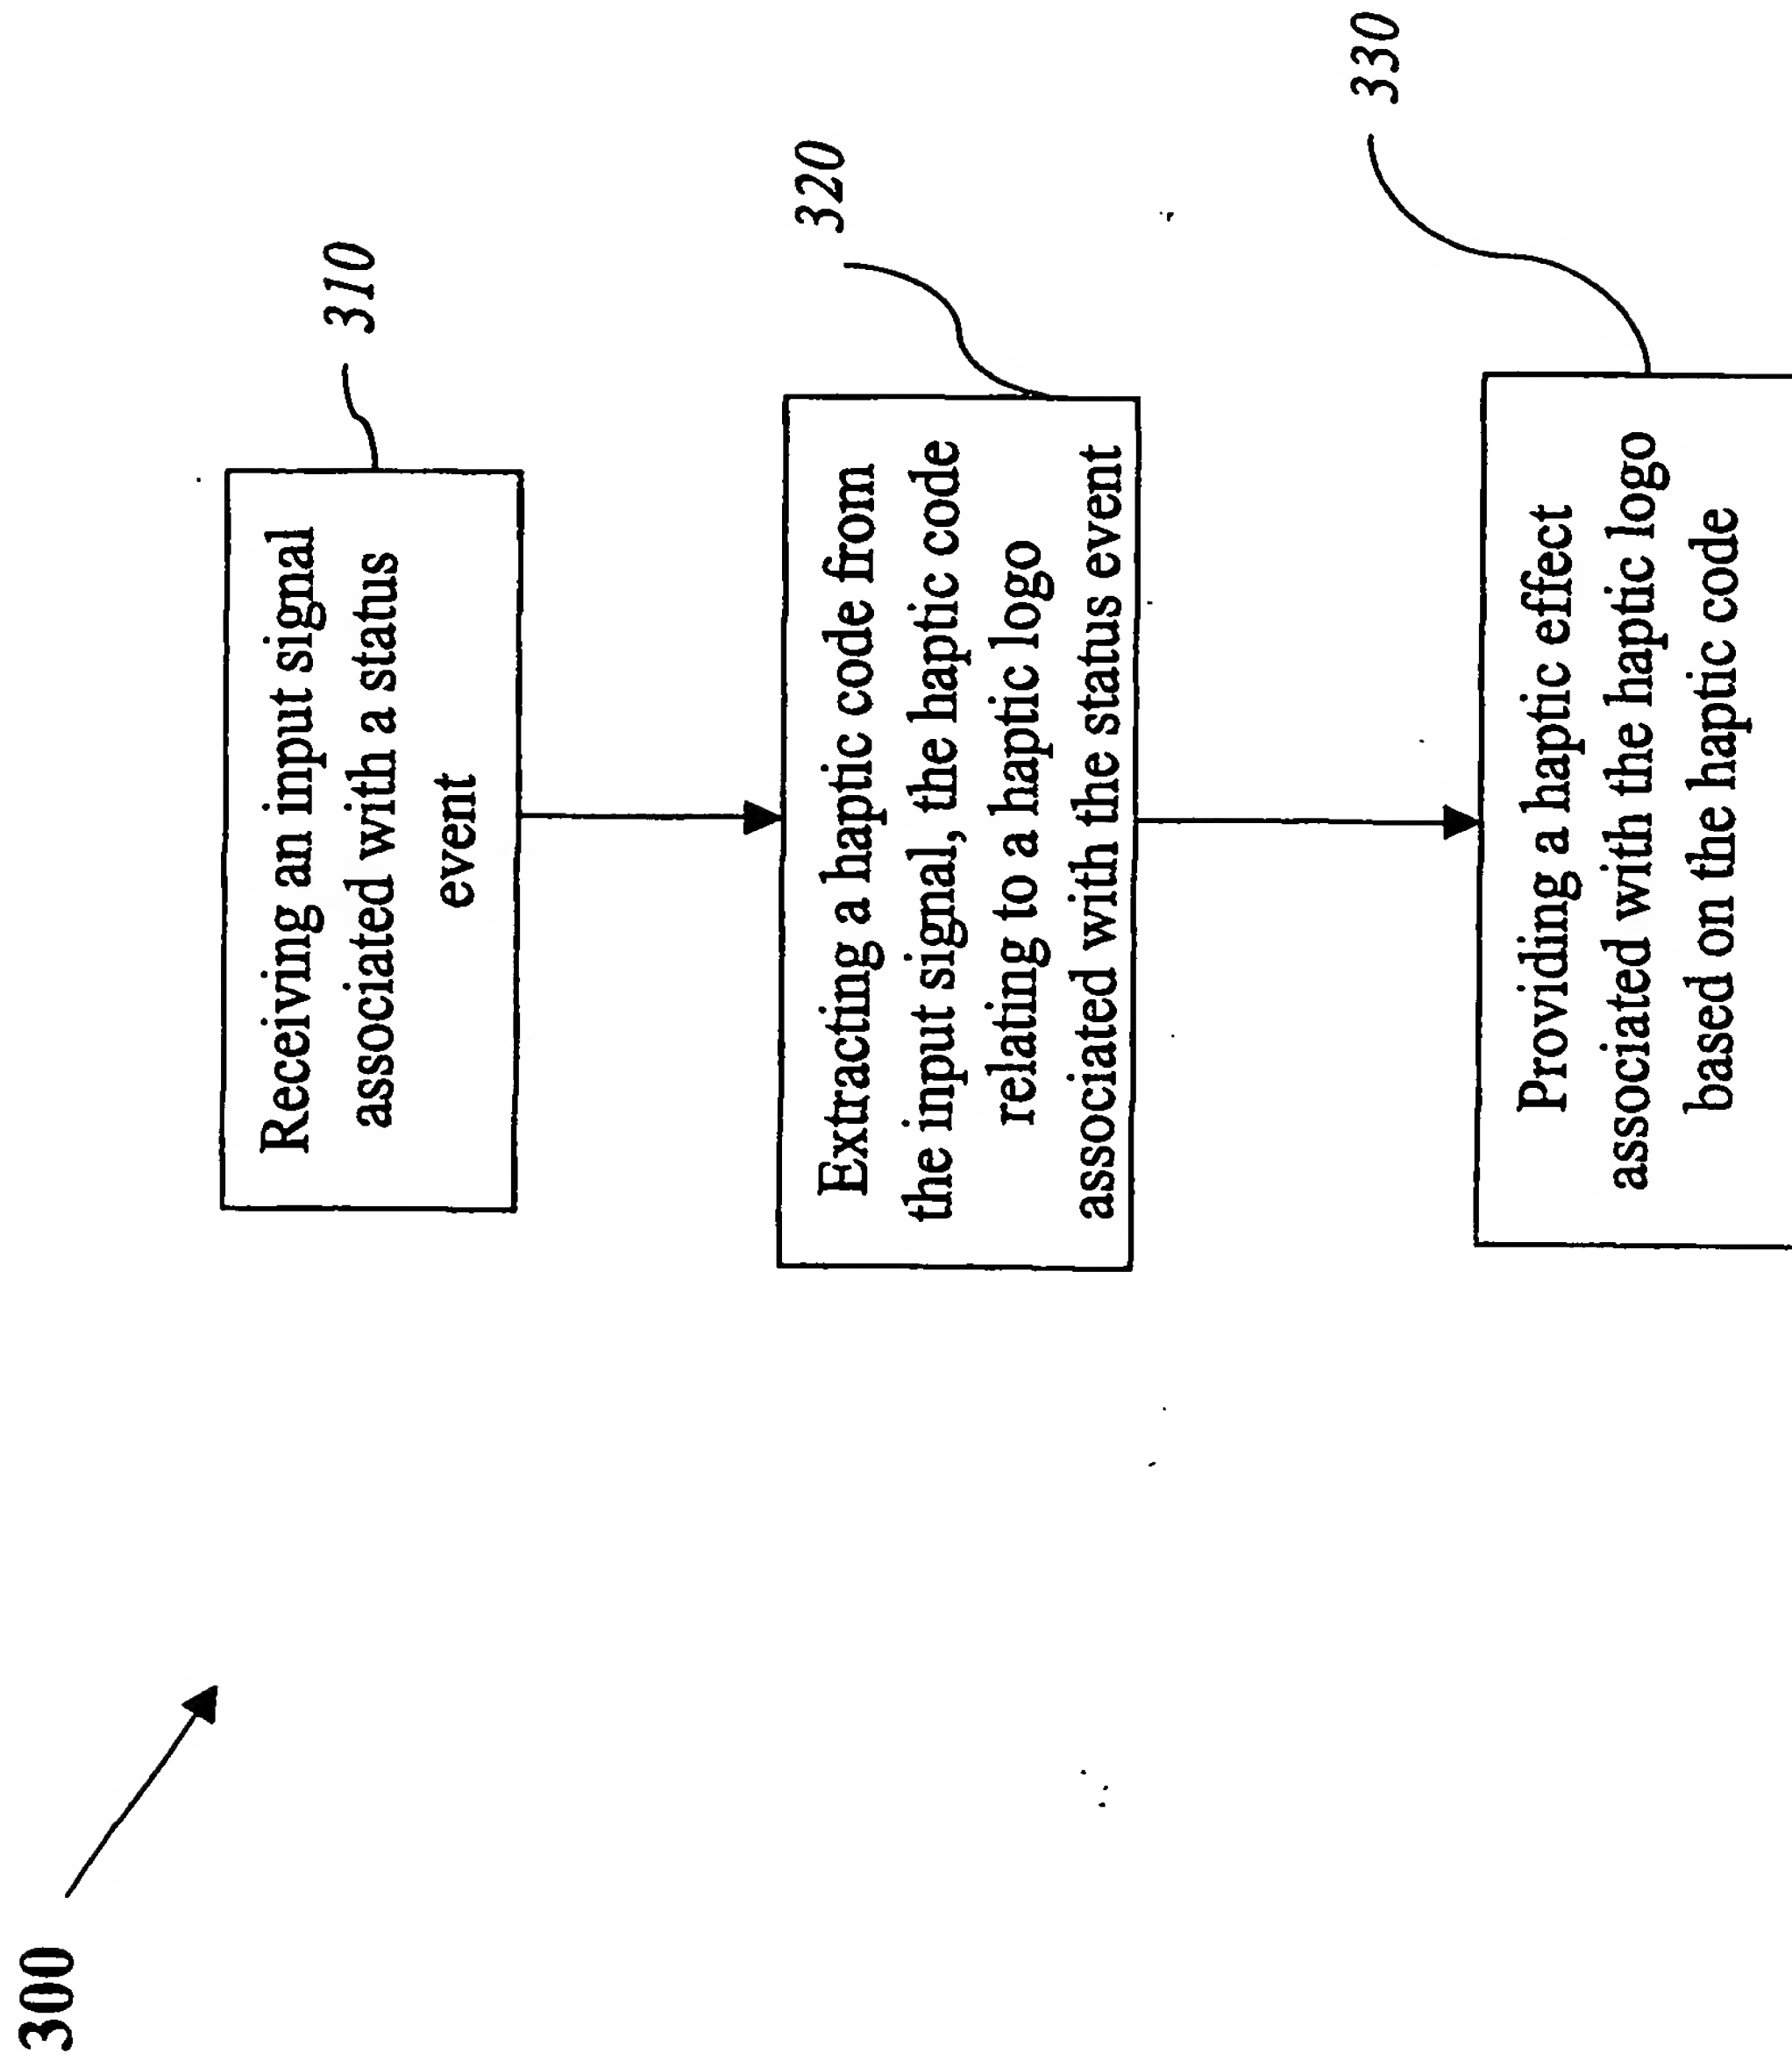 300
310
Receiving an input signal
associated with a status
event
320
Extracting a haptic code from
the input signal, the haptic code
relating to a haptic logo
associated with the status event
330
Providing a haptic effect
associated with the haptic logo
based on the haptic code